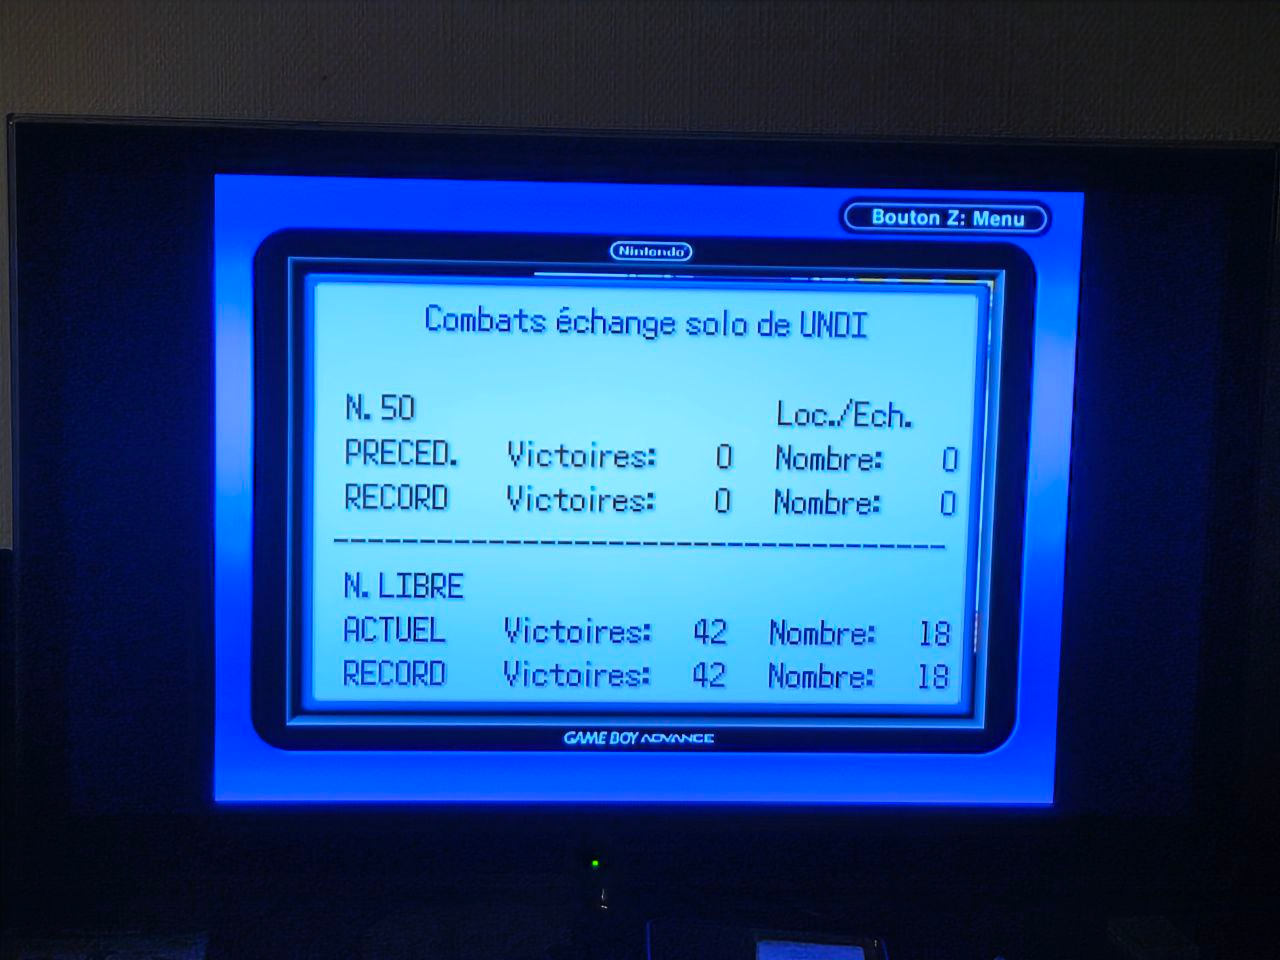 Bouton Z: Menu
Nintendo
Combats échange solo de UNDI
N. 50 Loc./Ech.
PRECED. Victoires: 0 Nombre: 0
RECORD Victoires: 0 Nombre: 0
N. LIBRE
ACTUEL Victoires: 42 Nombre: 18
RECORD Victoires: 42 Nombre: 18
GAME BOY ADVANCE